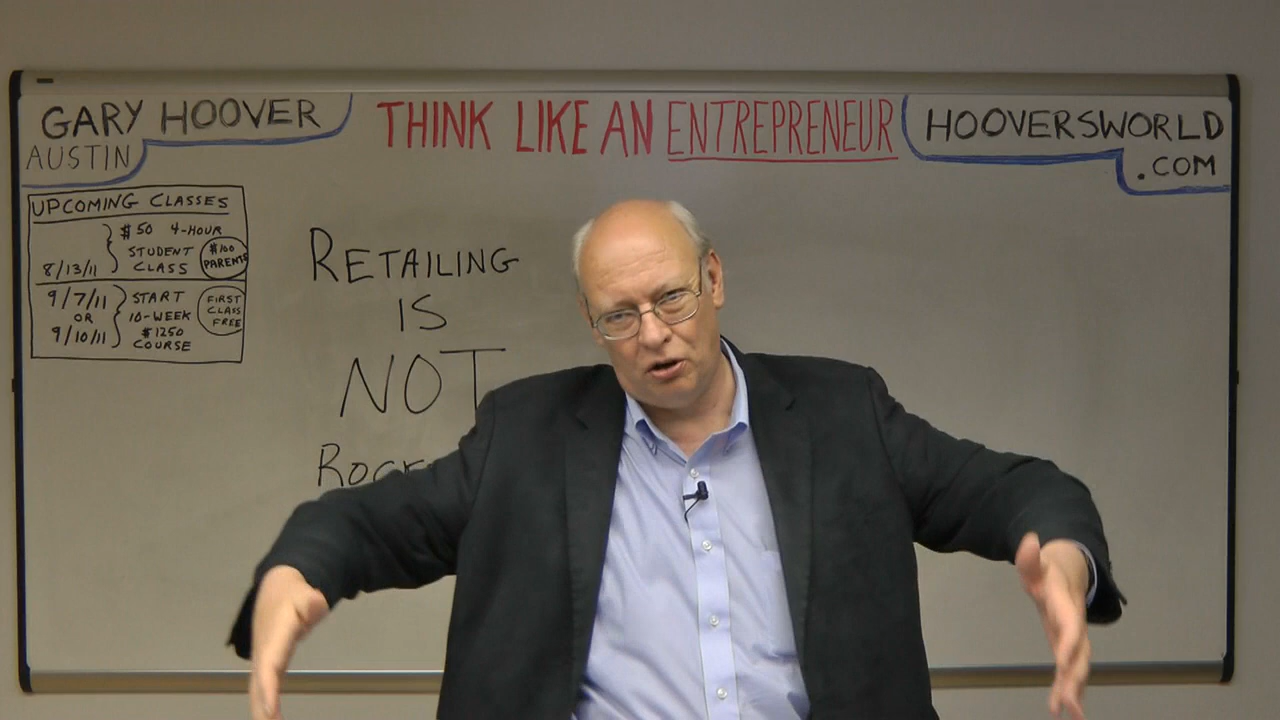 GARY HOOVER
AUSTIN
THINK LIKE AN ENTREPRENEUR
HOOVERSWORLD
.COM
UPCOMING CLASSES
8/13/11 } $50 4-HOUR
STUDENT
CLASS
$100
PARENTS
9/7/11
OR
9/10/11 } START
10-WEEK
$1250
COURSE
FIRST
CLASS
FREE
RETAILING
IS
NOT